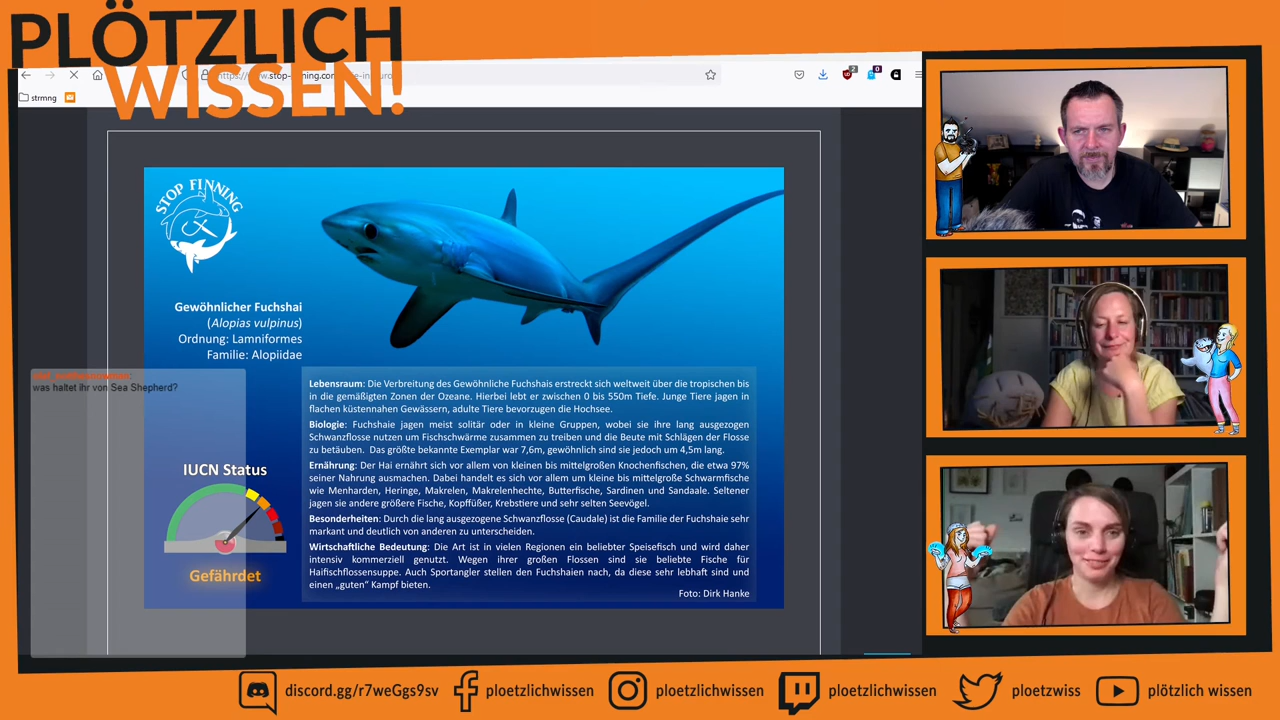 PLÖTZLICH
WISSEN!
strmng
2
0
STOP FINNING
Gewöhnlicher Fuchshai
(Alopias vulpinus)
Ordnung: Lamniformes
Familie: Alopiidae
was haltet ihr von Sea Shepherd?
IUCN Status
Gefährdet
Lebensraum: Die Verbreitung des Gewöhnliche Fuchshais erstreckt sich weltweit über die tropischen bis
in die gemäßigten Zonen der Ozeane. Hierbei lebt er zwischen 0 bis 550m Tiefe. Junge Tiere jagen in
flachen küstennahen Gewässern, adulte Tiere bevorzugen die Hochsee.
Biologie: Fuchshaie jagen meist solitär oder in kleine Gruppen, wobei sie ihre lang ausgezogen
Schwanzflosse nutzen um Fischschwärme zusammen zu treiben und die Beute mit Schlägen der Flosse
zu betäuben. Das größte bekannte Exemplar war 7,6m, gewöhnlich sind sie jedoch um 4,5m lang.
Ernährung: Der Hai ernährt sich vor allem von kleinen bis mittelgroßen Knochenfischen, die etwa 97%
seiner Nahrung ausmachen. Dabei handelt es sich vor allem um kleine bis mittelgroße Schwarmfische
wie Menharden, Heringe, Makrelen, Makrelenhechte, Butterfische, Sardinen und Sandaale. Seltener
jagen sie andere größere Fische, Kopffüßer, Krebstiere und sehr selten Seevögel.
Besonderheiten: Durch die lang ausgezogene Schwanzflosse (Caudale) ist die Familie der Fuchshaie sehr
markant und deutlich von anderen zu unterscheiden.
Wirtschaftliche Bedeutung: Die Art ist in vielen Regionen ein beliebter Speisefisch und wird daher
intensiv kommerziell genutzt. Wegen ihrer großen Flossen sind sie beliebte Fische für
Haifischflossensuppe. Auch Sportangler stellen den Fuchshaien nach, da diese sehr lebhaft sind und
einen „guten“ Kampf bieten.
Foto: Dirk Hanke
discord.gg/r7weGgs9sv
ploetzlichwissen
ploetzlichwissen
ploetzlichwissen
ploetzwiss
plötzlich wissen